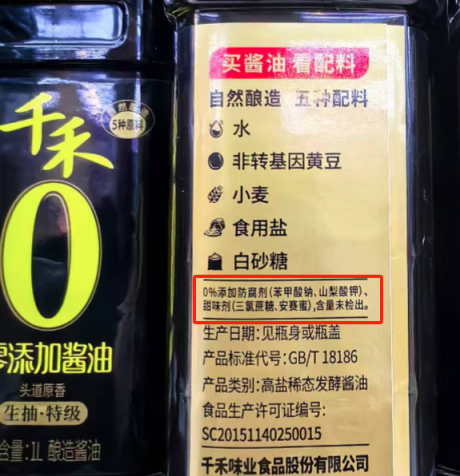 千禾
5种原料
0
零添加酱油
头道原香
生抽·特级
含量:1L 酿造酱油
买酱油 看配料
自然酿造 五种配料
水
非转基因黄豆
小麦
食用盐
白砂糖
0%添加防腐剂(苯甲酸钠、山梨酸钾)、
甜味剂(三氯蔗糖、安赛蜜),含量未检出。
生产日期:见瓶身或瓶盖
产品标准代号:GB/T 18186
产品类别:高盐稀态发酵酱油
食品生产许可证编号:
SC20151140250015
千禾味业食品股份有限公司